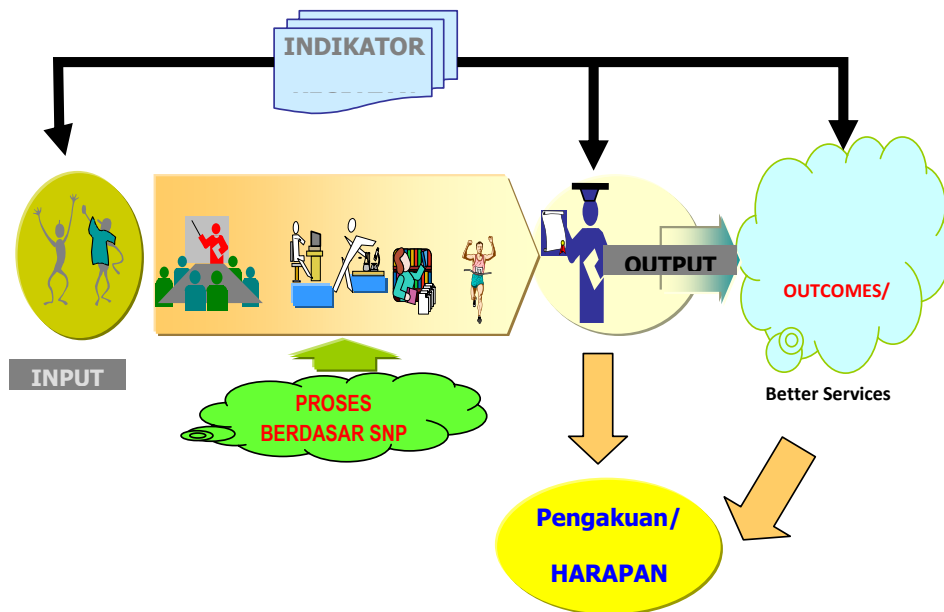 INDIKATOR
INPUT
PROSES
BERDASAR SNP
OUTPUT
OUTCOMES/
Better Services
Pengakuan/
HARAPAN